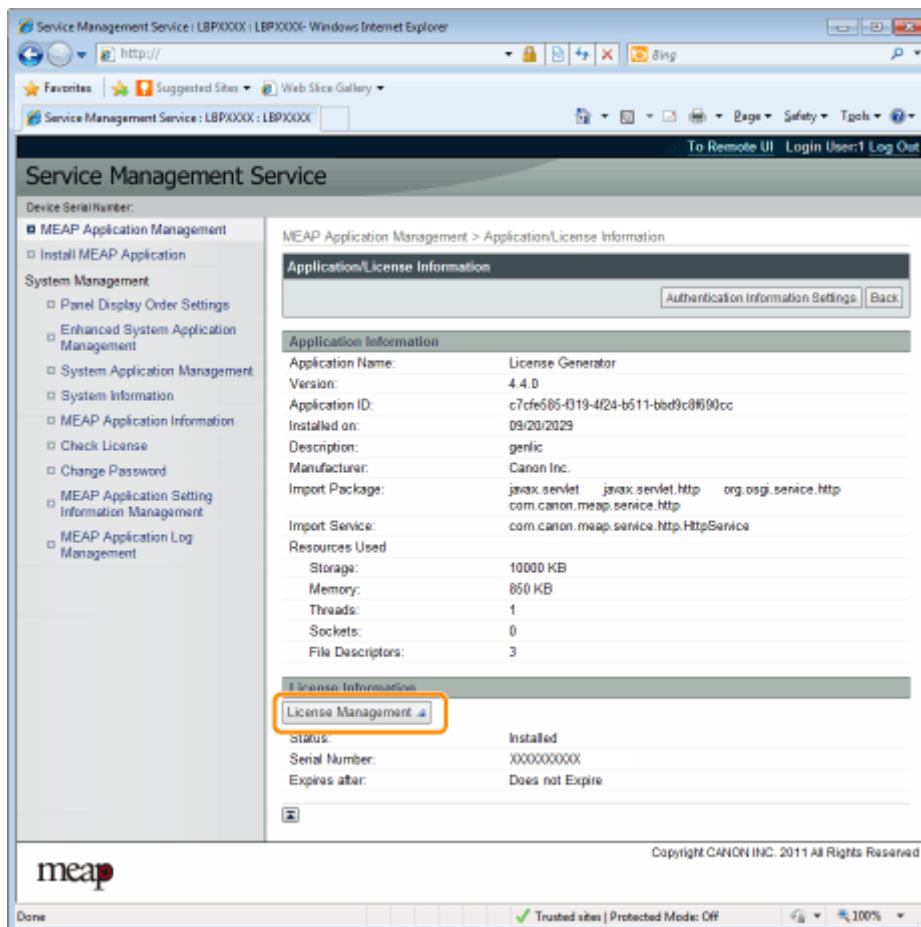 Service Management Service : LBPXXXX : LBPXXXX- Windows Internet Explorer
http://
Bing
Favorites Suggested Sites Web Slice Gallery
Service Management Service : LBPXXXX : LBPXXXX
Page Safety Tools
To Remote UI Login User:1 Log Out
Service Management Service
Device Serial Number:
MEAP Application Management
Install MEAP Application
System Management
Panel Display Order Settings
Enhanced System Application
Management
System Application Management
System Information
MEAP Application Information
Check License
Change Password
MEAP Application Setting
Information Management
MEAP Application Log
Management
MEAP Application Management > Application/License Information
Application/License Information
Authentication Information Settings Back
Application Information
Application Name: License Generator
Version: 4.4.0
Application ID: c7cfe585-f319-4f24-b511-bbd9c8f690cc
Installed on: 09/20/2029
Description: genlic
Manufacturer: Canon Inc.
Import Package: javax.servlet javax.servlet.http org.osgi.service.http
com.canon.meap.service.http
Import Service: com.canon.meap.service.http.HttpService
Resources Used
Storage: 10000 KB
Memory: 850 KB
Threads: 1
Sockets: 0
File Descriptors: 3
License Information
License Management
Status: Installed
Serial Number: XXXXXXXXXX
Expires after: Does not Expire
Copyright CANON INC. 2011 All Rights Reserved
meap
Done Trusted sites | Protected Mode: Off 100%